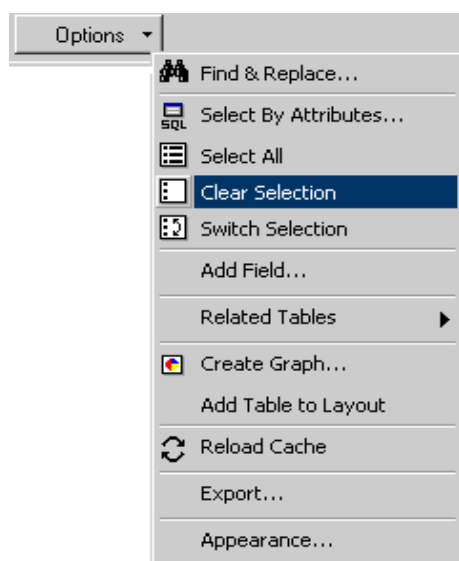 Options
Find & Replace...
SQL Select By Attributes...
Select All
Clear Selection
Switch Selection
Add Field...
Related Tables
Create Graph...
Add Table to Layout
Reload Cache
Export...
Appearance...